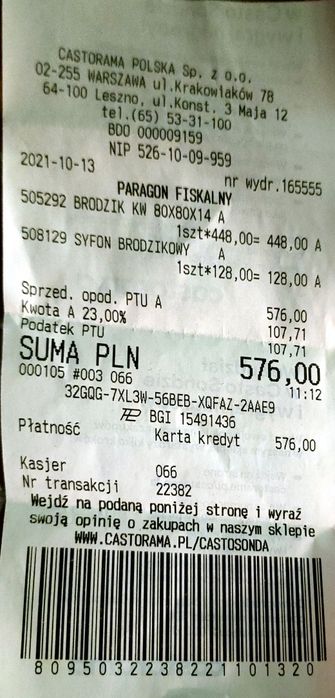 CASTORAMA POLSKA Sp. z o.o.
02-255 WARSZAWA ul.Krakowiaków 78
64-100 Leszno, ul.Konst. 3 Maja 12
tel.(65) 53-31-100
BDO 000009159
NIP 526-10-09-959
2021-10-13 nr wydr.165555
PARAGON FISKALNY
505292 BRODZIK KW 80X80X14 A
1szt*448,00= 448,00 A
508129 SYFON BRODZIKOWY A
1szt*128,00= 128,00 A
Sprzed. opod. PTU A 576,00
Kwota A 23,00% 107,71
Podatek PTU 107,71
SUMA PLN 576,00
000105 #003 066 11:12
32GQG-7XL3W-56BEB-XQFAZ-2AAE9
BGI 15491436
Płatność Karta kredyt 576,00
Kasjer 066
Nr transakcji 22382
Wejdź na podaną poniżej stronę i wyraź
swoją opinię o zakupach w naszym sklepie
WWW.CASTORAMA.PL/CASTOSONDA
80950322382211013​20